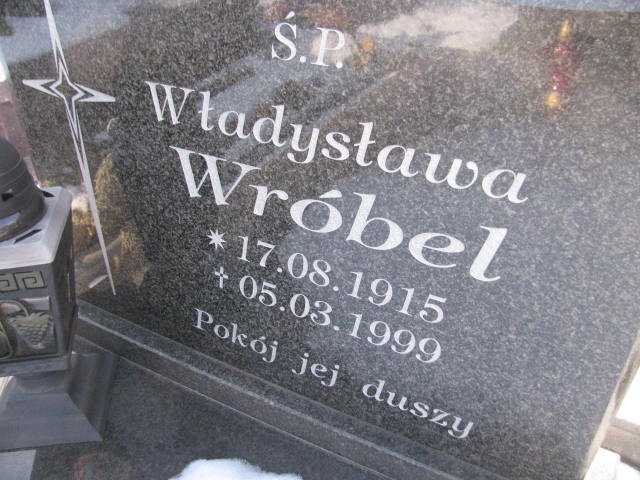 Ś.P.
Władysława
Wróbel
* 17.08.1915
† 05.03.1999
Pokój jej duszy